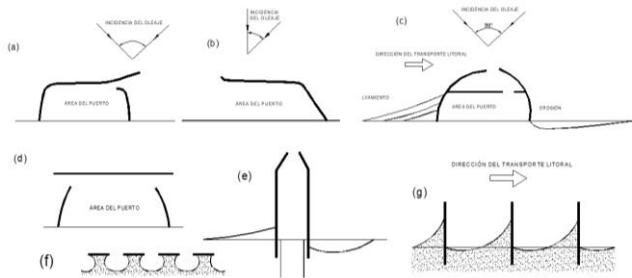 INCIDENCIA DEL OLEAJE
(a)
ÁREA DEL PUERTO
INCIDENCIA
DEL OLEAJE
(b)
ÁREA DEL PUERTO
(c)
INCIDENCIA DEL OLEAJE
90°
DIRECCIÓN DEL TRANSPORTE LITORAL
ÁREA DEL PUERTO
EROSIÓN
(d)
ÁREA DEL PUERTO
(e)
(f)
DIRECCIÓN DEL TRANSPORTE LITORAL
(g)